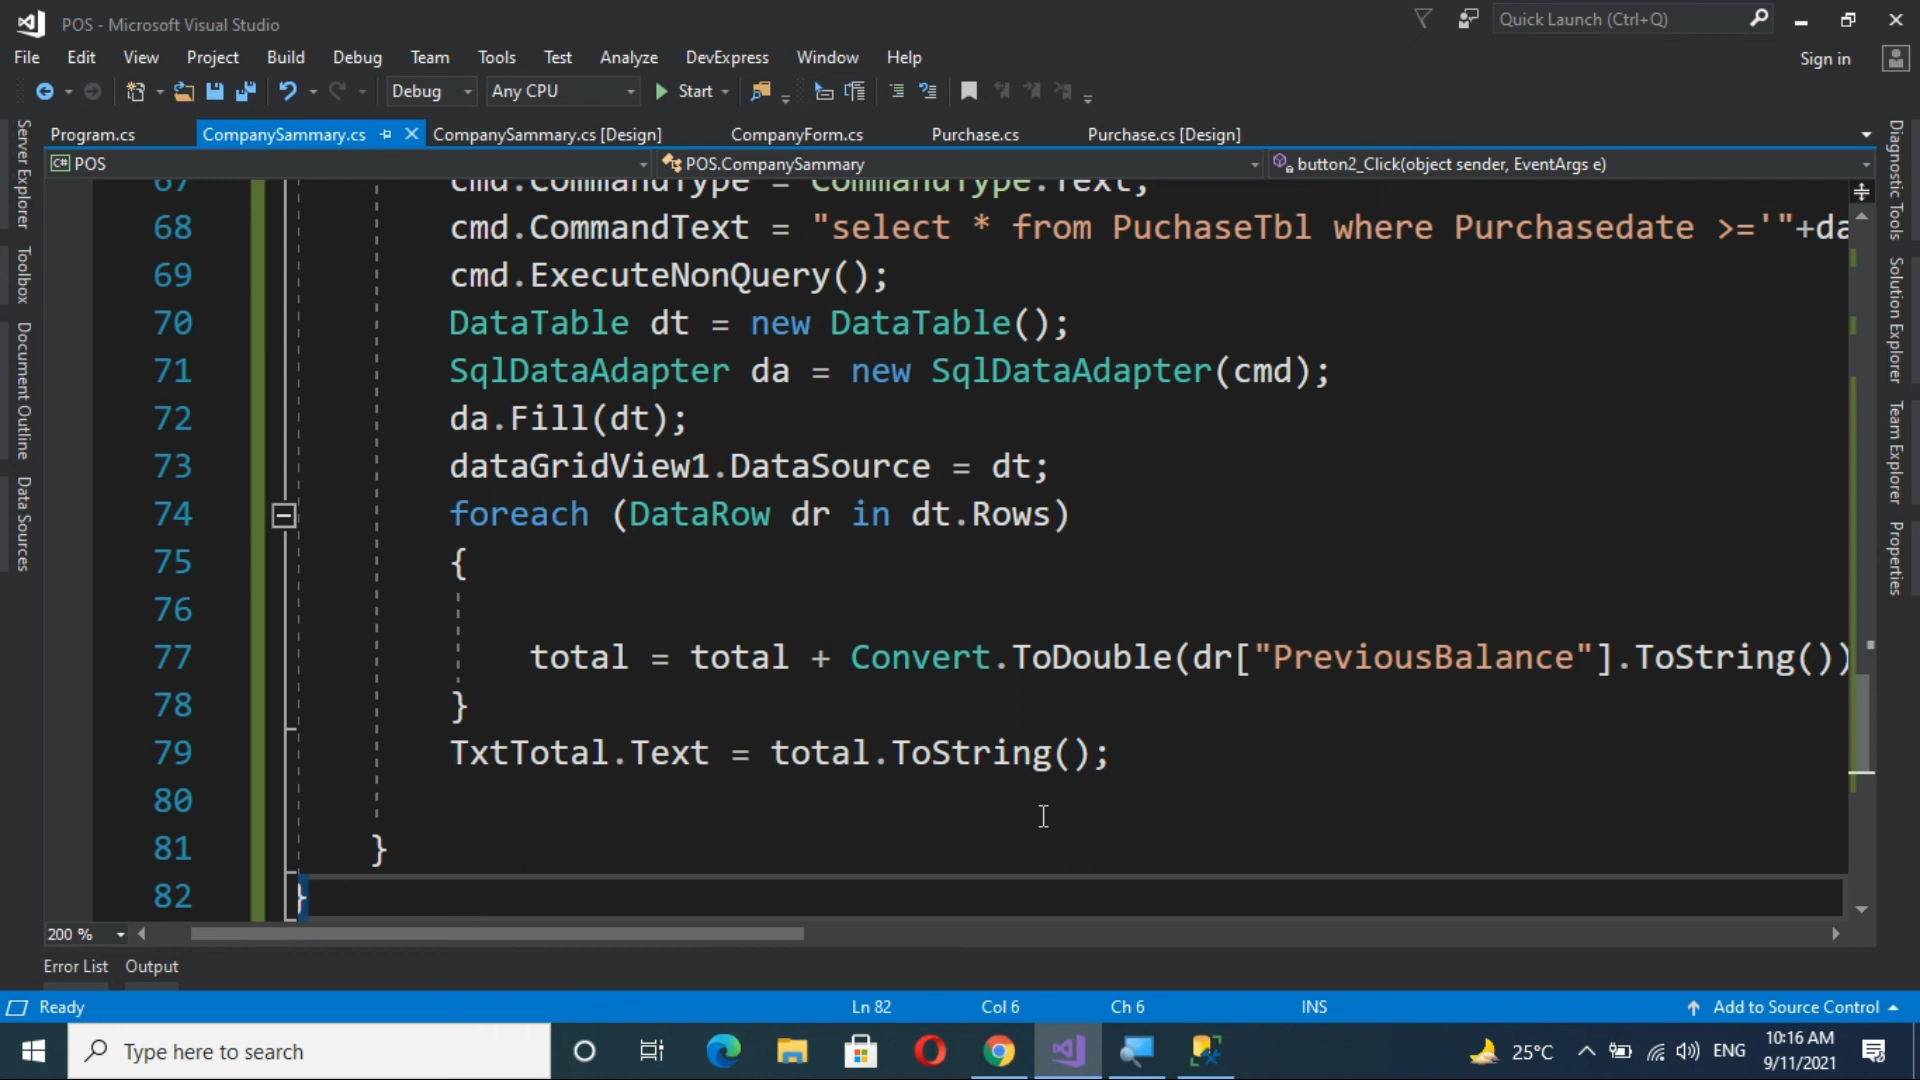 POS - Microsoft Visual Studio
Quick Launch (Ctrl+Q)
File Edit View Project Build Debug Team Tools Test Analyze DevExpress Window Help
Sign in
Debug Any CPU Start
Program.cs CompanySammary.cs CompanySammary.cs [Design] CompanyForm.cs Purchase.cs Purchase.cs [Design]
C# POS POS.CompanySammary button2_Click(object sender, EventArgs e)
Server Explorer
Toolbox
Document Outline
Data Sources
67 cmd.CommandType = CommandType.Text;
68 cmd.CommandText = "select * from PuchaseTbl where Purchasedate >='"+da
69 cmd.ExecuteNonQuery();
70 DataTable dt = new DataTable();
71 SqlDataAdapter da = new SqlDataAdapter(cmd);
72 da.Fill(dt);
73 dataGridView1.DataSource = dt;
74 foreach (DataRow dr in dt.Rows)
75 {
76
77 total = total + Convert.ToDouble(dr["PreviousBalance"].ToString())
78 }
79 TxtTotal.Text = total.ToString();
80
81 }
82 }
Diagnostic Tools
Solution Explorer
Team Explorer
Properties
200 %
Error List Output
Ready Ln 82 Col 6 Ch 6 INS Add to Source Control
Type here to search
25°C ENG
10:16 AM
9/11/2021